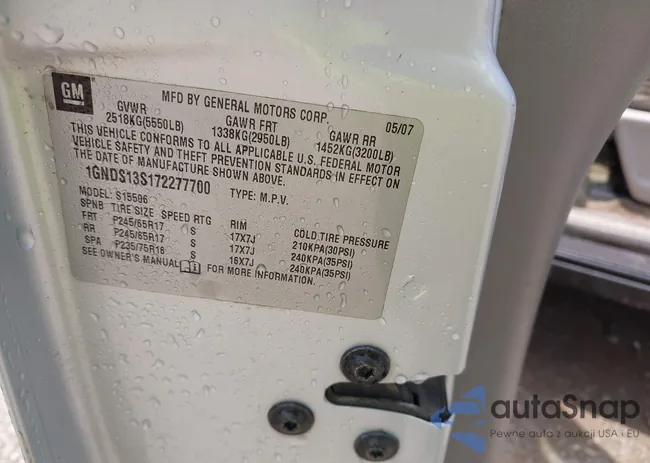 GM
MFD BY GENERAL MOTORS CORP. 05/07
GVWR GAWR FRT GAWR RR
2518KG(5550LB) 1338KG(2950LB) 1452KG(3200LB)
THIS VEHICLE CONFORMS TO ALL APPLICABLE U.S. FEDERAL MOTOR
VEHICLE SAFETY AND THEFT PREVENTION STANDARDS IN EFFECT ON
THE DATE OF MANUFACTURE SHOWN ABOVE.
1GNDS13S172277700 TYPE: M.P.V.
MODEL: S15506
SPNB TIRE SIZE SPEED RTG RIM COLD TIRE PRESSURE
FRT P245/65R17 S 17X7J 210KPA(30PSI)
RR P245/65R17 S 17X7J 240KPA(35PSI)
SPA P235/75R16 S 16X7J 240KPA(35PSI)
SEE OWNER'S MANUAL FOR MORE INFORMATION.
autaSnap
Pewne auta z aukcji USA i EU